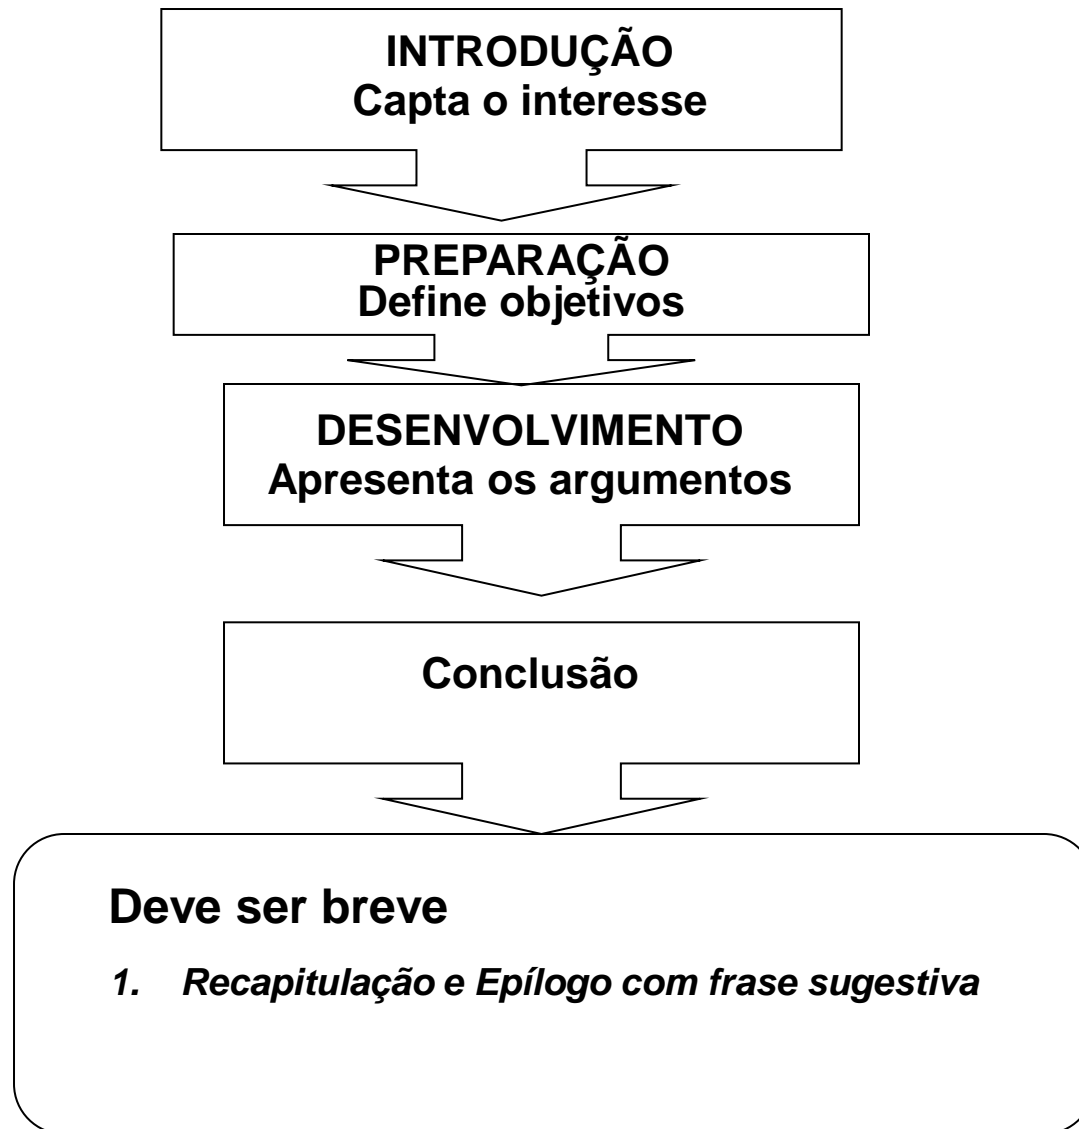 INTRODUÇÃO
Capta o interesse
PREPARAÇÃO
Define objetivos
DESENVOLVIMENTO
Apresenta os argumentos
Conclusão
Deve ser breve
1. Recapitulação e Epílogo com frase sugestiva